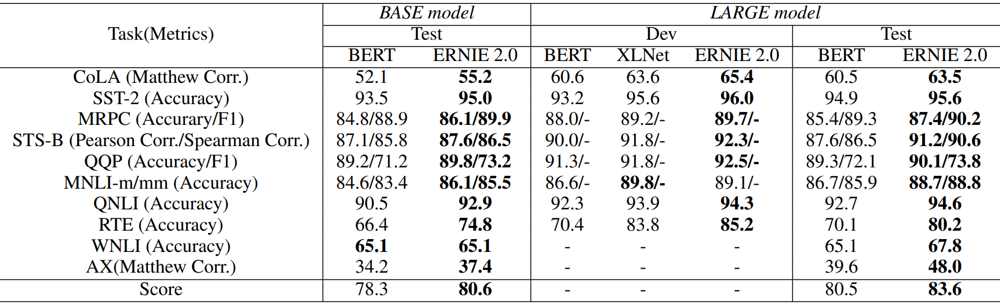 BASE model LARGE model
Task(Metrics) Test Dev Test
BERT ERNIE 2.0 BERT XLNet ERNIE 2.0 BERT ERNIE 2.0
CoLA (Matthew Corr.) 52.1 55.2 60.6 63.6 65.4 60.5 63.5
SST-2 (Accuracy) 93.5 95.0 93.2 95.6 96.0 94.9 95.6
MRPC (Accurary/F1) 84.8/88.9 86.1/89.9 88.0/- 89.2/- 89.7/- 85.4/89.3 87.4/90.2
STS-B (Pearson Corr./Spearman Corr.) 87.1/85.8 87.6/86.5 90.0/- 91.8/- 92.3/- 87.6/86.5 91.2/90.6
QQP (Accuracy/F1) 89.2/71.2 89.8/73.2 91.3/- 91.8/- 92.5/- 89.3/72.1 90.1/73.8
MNLI-m/mm (Accuracy) 84.6/83.4 86.1/85.5 86.6/- 89.8/- 89.1/- 86.7/85.9 88.7/88.8
QNLI (Accuracy) 90.5 92.9 92.3 93.9 94.3 92.7 94.6
RTE (Accuracy) 66.4 74.8 70.4 83.8 85.2 70.1 80.2
WNLI (Accuracy) 65.1 65.1 - - - 65.1 67.8
AX(Matthew Corr.) 34.2 37.4 - - - 39.6 48.0
Score 78.3 80.6 - - - 80.5 83.6